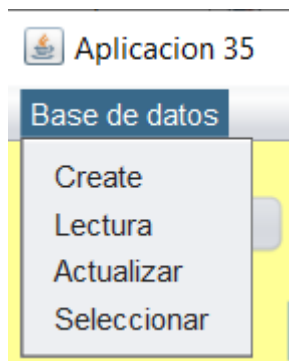 Aplicacion 35
Base de datos
Create
Lectura
Actualizar
Seleccionar